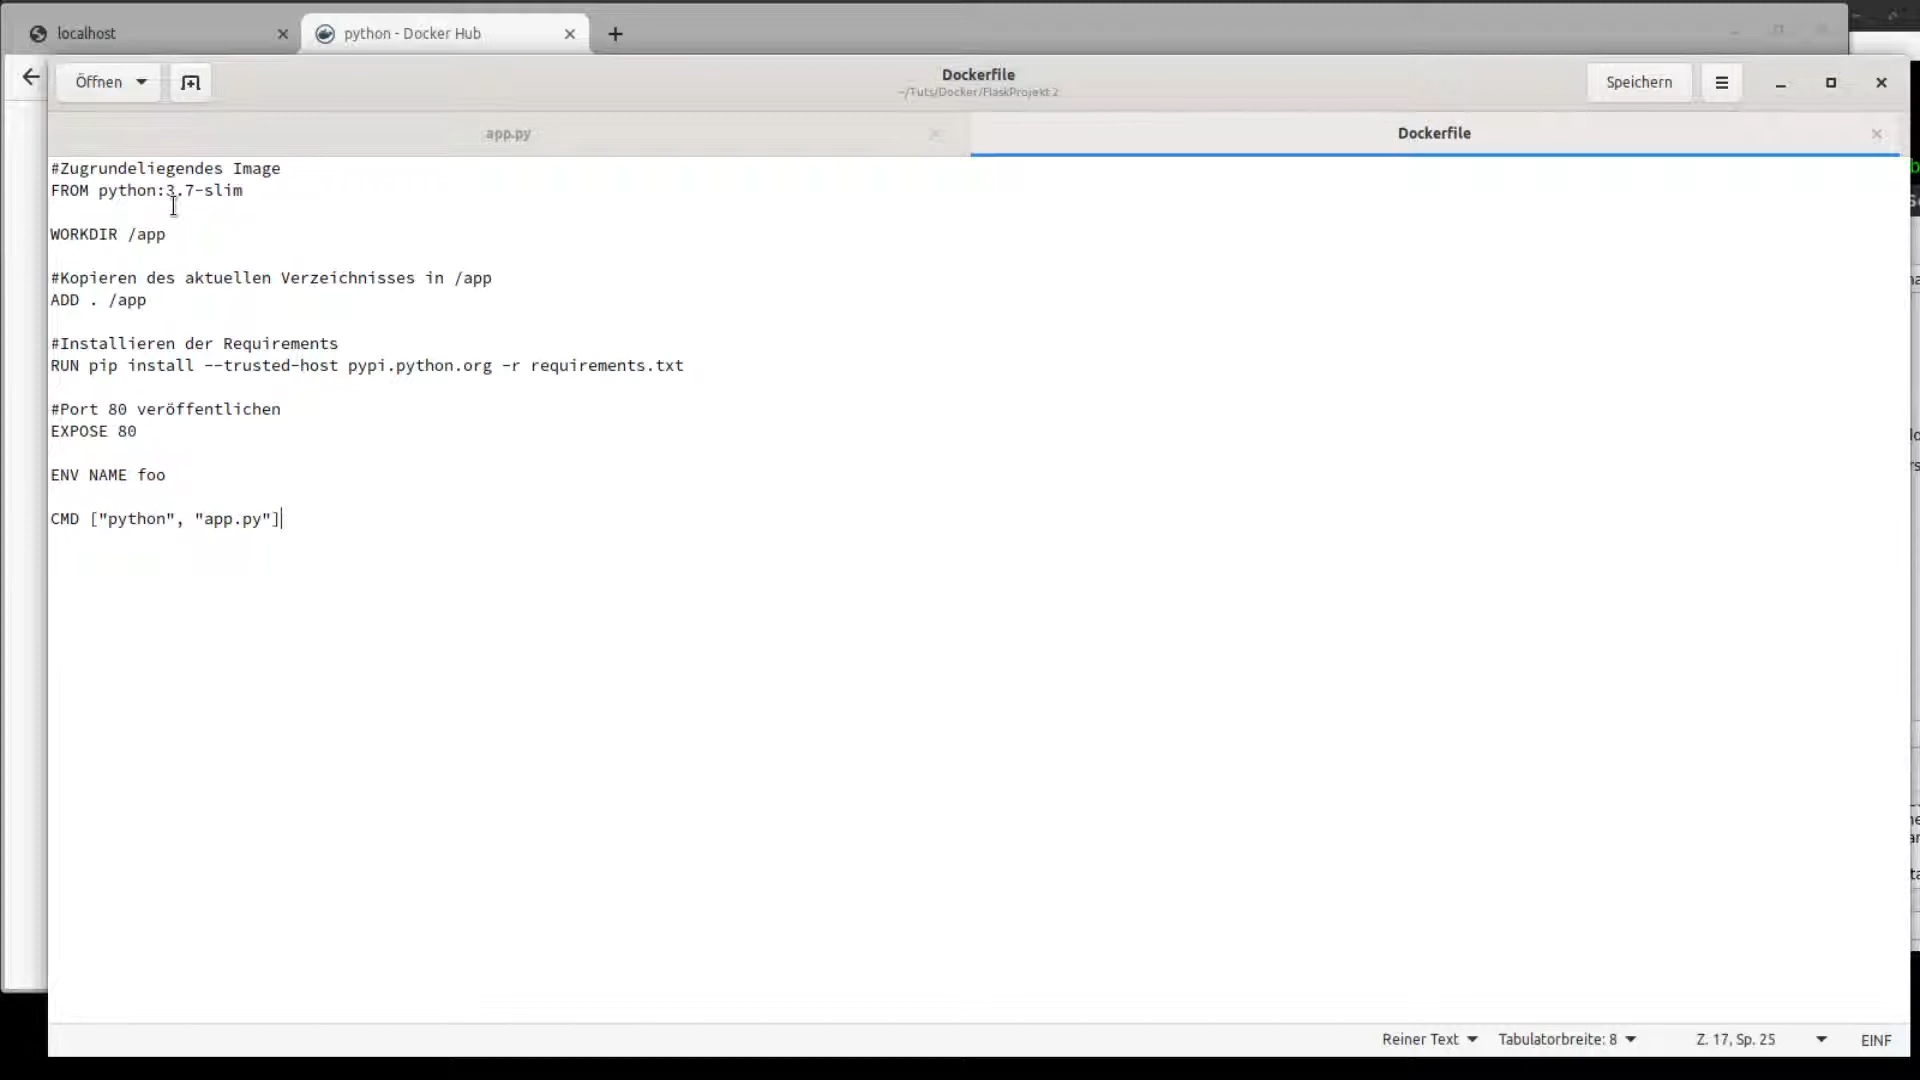 localhost
python - Docker Hub
Öffnen
Dockerfile
~/Tuts/Docker/FlaskProjekt 2
Speichern
app.py
Dockerfile
#Zugrundeliegendes Image
FROM python:3.7-slim
WORKDIR /app
#Kopieren des aktuellen Verzeichnisses in /app
ADD . /app
#Installieren der Requirements
RUN pip install --trusted-host pypi.python.org -r requirements.txt
#Port 80 veröffentlichen
EXPOSE 80
ENV NAME foo
CMD ["python", "app.py"]
Reiner Text
Tabulatorbreite: 8
Z. 17, Sp. 25
EINF